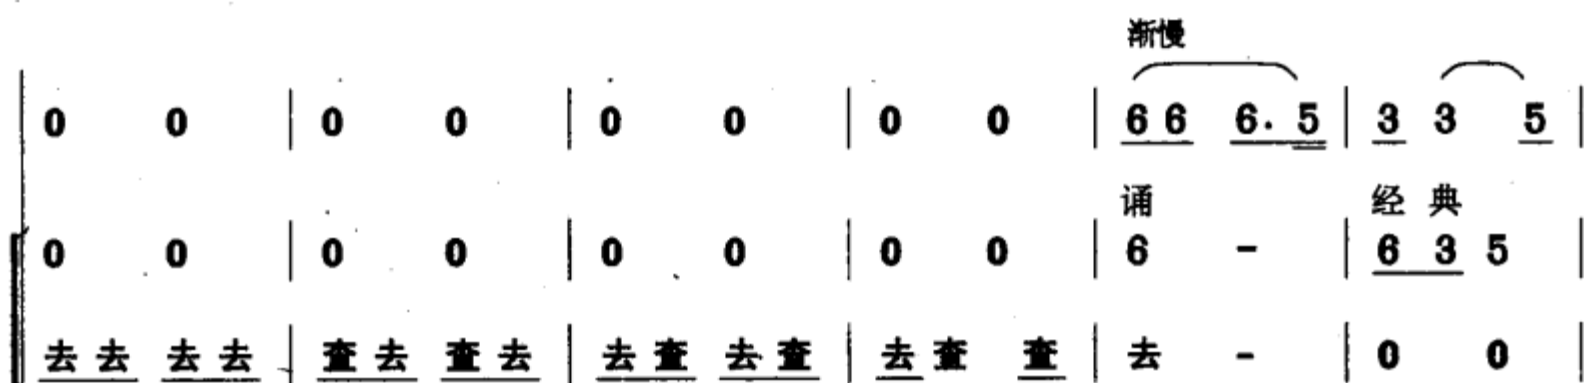 渐慢
0 0 | 0 0 | 0 0 | 0 0 | 6 6 6. 5 | 3 3 5 |
诵 经 典
0 0 | 0 0 | 0 0 | 0 0 | 6 - | 6 3 5 |
去 去 去 去 | 查 去 查 去 | 去 查 去 查 | 去 查 查 | 去 - | 0 0 |